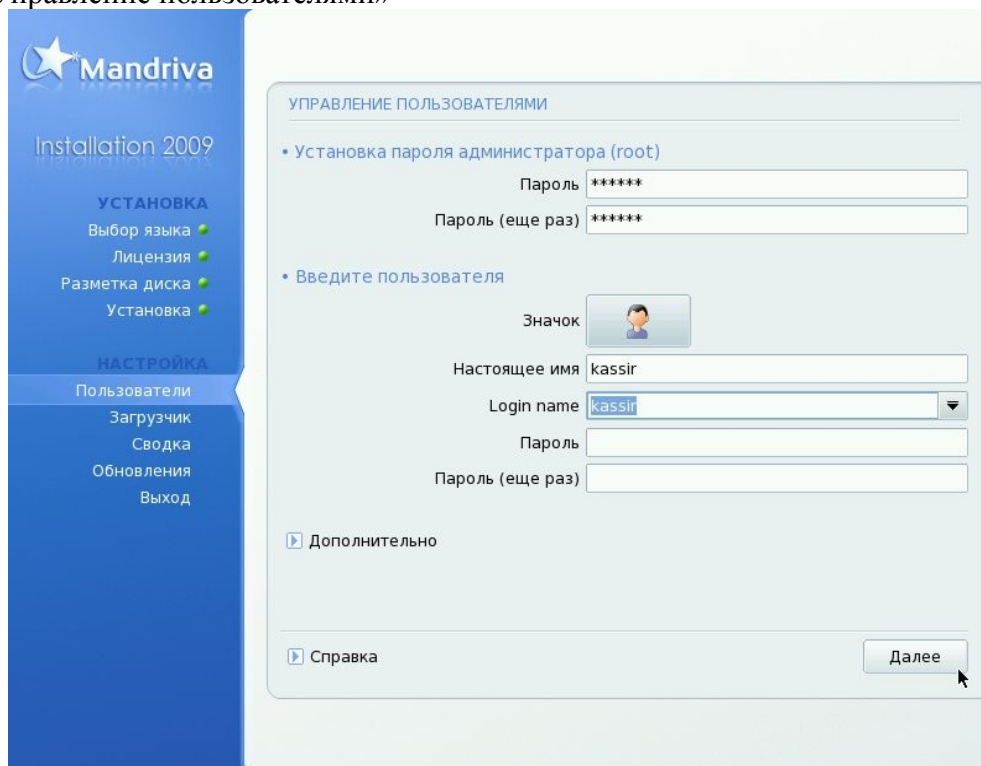 правление пользователями»
Mandriva
Installation 2009
УСТАНОВКА
Выбор языка
Лицензия
Разметка диска
Установка
НАСТРОЙКА
Пользователи
Загрузчик
Сводка
Обновления
Выход
УПРАВЛЕНИЕ ПОЛЬЗОВАТЕЛЯМИ
• Установка пароля администратора (root)
Пароль ******
Пароль (еще раз) ******
• Введите пользователя
Значок
Настоящее имя kassir
Login name kassir
Пароль
Пароль (еще раз)
Дополнительно
Справка
Далее